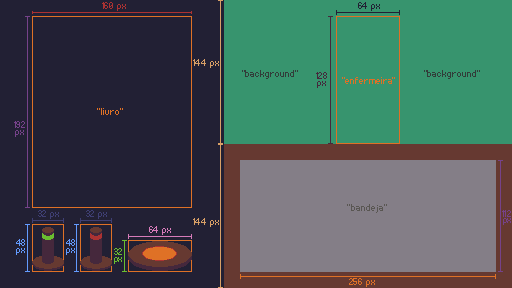 160 px
64 px
144 px
"background"
128
px
"enfermeira"
"background"
"livro"
192
px
"bandeja"
144 px
32 px
32 px
64 px
48
px
48
px
32
px
256 px